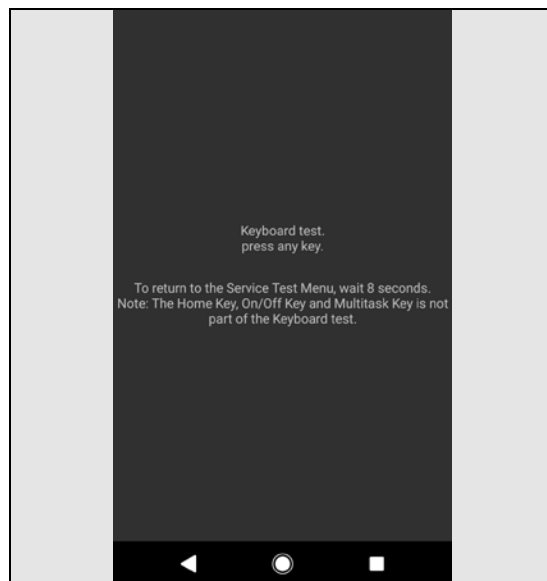 Keyboard test.
press any key.
To return to the Service Test Menu, wait 8 seconds.
Note: The Home Key, On/Off Key and Multitask Key is not
part of the Keyboard test.